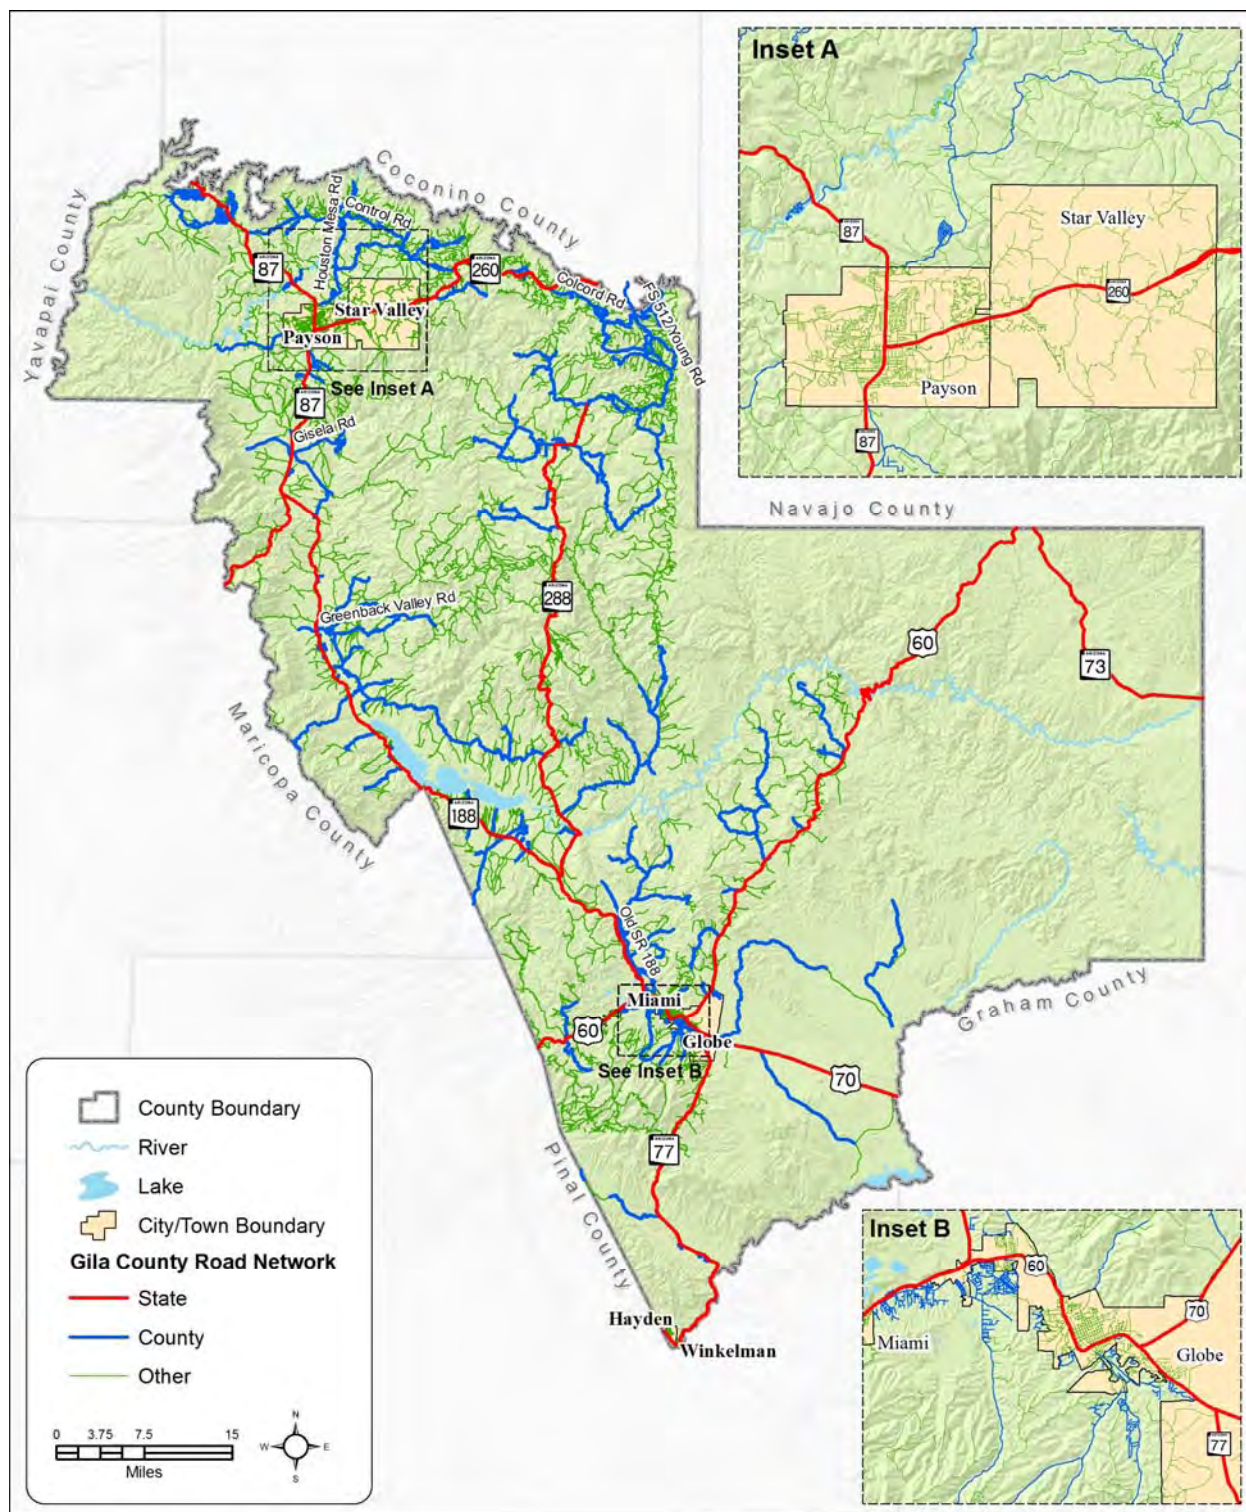 Inset A
Star Valley
87
260
Payson
87
Coconino County
Yavapai County
Control Rd
Houston Mesa Rd
87
260
Colcord Rd
FS 512/Young Rd
Star Valley
Payson
See Inset A
87
Gisela Rd
Navajo County
288
Greenback Valley Rd
60
73
Maricopa County
188
Old SR 188
Miami
60
Globe
See Inset B
70
Graham County
77
Pinal County
Hayden
Winkelman
Inset B
60
70
Miami
Globe
77
County Boundary
River
Lake
City/Town Boundary
Gila County Road Network
State
County
Other
0 3.75 7.5 15
Miles
N
W E
S